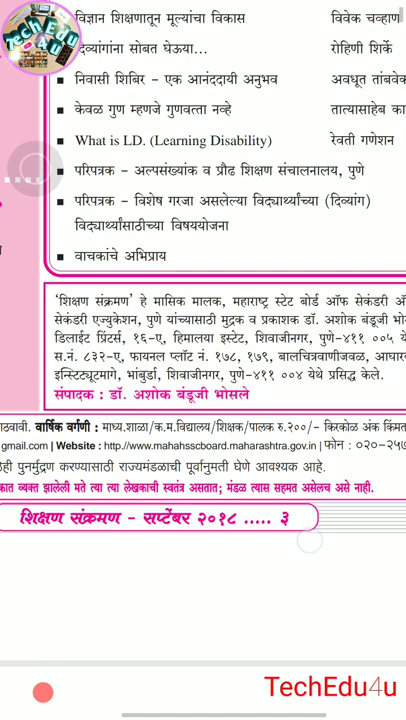 Tech Edu 4u
विज्ञान शिक्षणातून मूल्यांचा विकास विवेक चव्हाण
दिव्यांगांना सोबत घेऊया... रोहिणी शिर्के
निवासी शिबिर – एक आनंददायी अनुभव अवधूत तांबवेक
केवळ गुण म्हणजे गुणवत्ता नव्हे तात्यासाहेब क
What is LD. (Learning Disability) रेवती गणेशन
परिपत्रक – अल्पसंख्यांक व प्रौढ शिक्षण संचालनालय, पुणे
परिपत्रक – विशेष गरजा असलेल्या विद्यार्थ्यांच्या (दिव्यांग)
विद्यार्थ्यांसाठीच्या विषययोजना
वाचकांचे अभिप्राय
'शिक्षण संक्रमण' हे मासिक मालक, महाराष्ट्र स्टेट बोर्ड ऑफ सेकंडरी अँ
सेकंडरी एज्युकेशन, पुणे यांच्यासाठी मुद्रक व प्रकाशक डॉ. अशोक बंडूजी भो
डिलाईट प्रिंटर्स, १६-ए, हिमालया इस्टेट, शिवाजीनगर, पुणे-४११ ००५ ये
स.नं. ८३२-ए, फायनल प्लॉट नं. १७८, १७९, बालचित्रवाणीजवळ, आघार
इन्स्टिट्यूटमागे, भांबुर्डा, शिवाजीनगर, पुणे-४११ ००४ येथे प्रसिद्ध केले.
संपादक : डॉ. अशोक बंडूजी भोसले
ाठवावी. वार्षिक वर्गणी : माध्य.शाळा/क.म.विद्यालय/शिक्षक/पालक रु.२००/- किरकोळ अंक किंमत
gmail.com | Website : http://www.mahahsscboard.maharashtra.gov.in | फोन : ०२०-२५७
ठेही पुनर्मुद्रण करण्यासाठी राज्यमंडळाची पूर्वानुमती घेणे आवश्यक आहे.
कात व्यक्त झालेली मते त्या त्या लेखकाची स्वतंत्र असतात; मंडळ त्यास सहमत असेलच असे नाही.
शिक्षण संक्रमण - सप्टेंबर २०१८ ..... ३
TechEdu4u